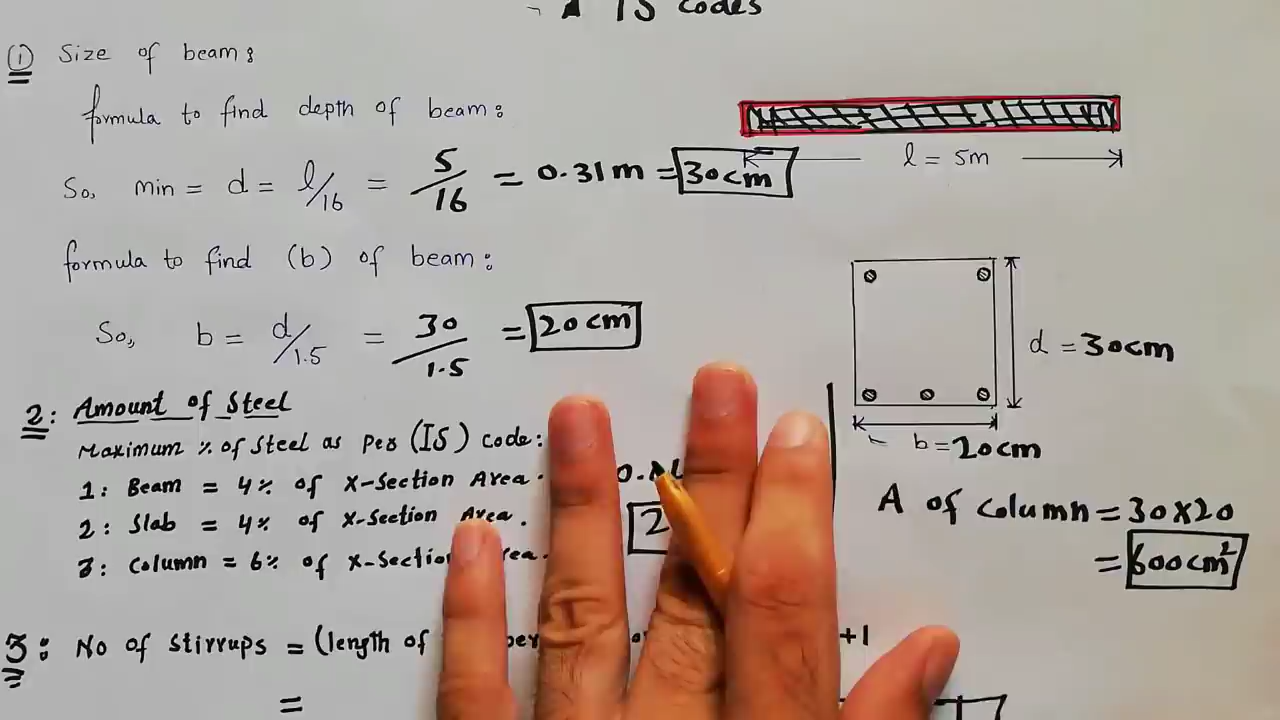 IS codes
① Size of beam:
formula to find depth of beam:
l = 5m
So, min = d = l/16 = 5/16 = 0.31m = 30cm
formula to find (b) of beam:
So, b = d/1.5 = 30/1.5 = 20cm
d = 30cm
b = 20cm
2: Amount of Steel
Maximum % of Steel as Per (IS) Code:
1: Beam = 4% of X-Section Area.
2: Slab = 4% of X-Section Area.
3: Column = 6% of X-Section Area.
A of column = 30X20
= 600cm²
3: No of stirrups = (length of +1
=